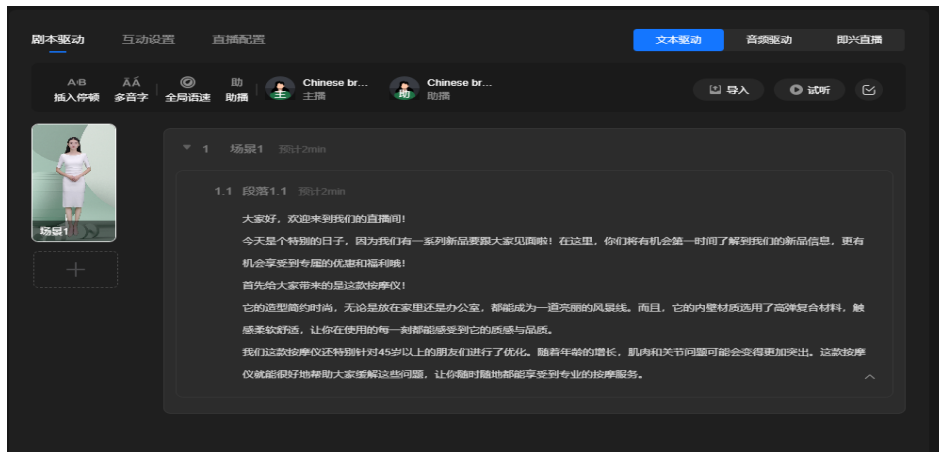 剧本驱动 互动设置 直播配置 文本驱动 音频驱动 即兴直播
A·B ĀÁ 助 Chinese br... Chinese br...
插入停顿 多音字 全局语速 助播 主 主播 助 助播 导入 试听
1 场景1 预计2min
1.1 段落1.1 预计2min
大家好，欢迎来到我们的直播间！
场景1
今天是个特别的日子，因为我们有一系列新品要跟大家见面啦！在这里，你们将有机会第一时间了解到我们的新品信息，更有
机会享受到专属的优惠和福利哦！
首先给大家带来的是这款按摩仪！
它的造型简约时尚，无论是放在家里还是办公室，都能成为一道亮丽的风景线。而且，它的内壁材质选用了高弹复合材料，触
感柔软舒适，让你在使用的每一刻都能感受到它的质感与品质。
我们这款按摩仪还特别针对45岁以上的朋友们进行了优化。随着年龄的增长，肌肉和关节问题可能会变得更加突出。这款按摩
仪就能很好地帮助大家缓解这些问题，让你随时随地都能享受到专业的按摩服务。